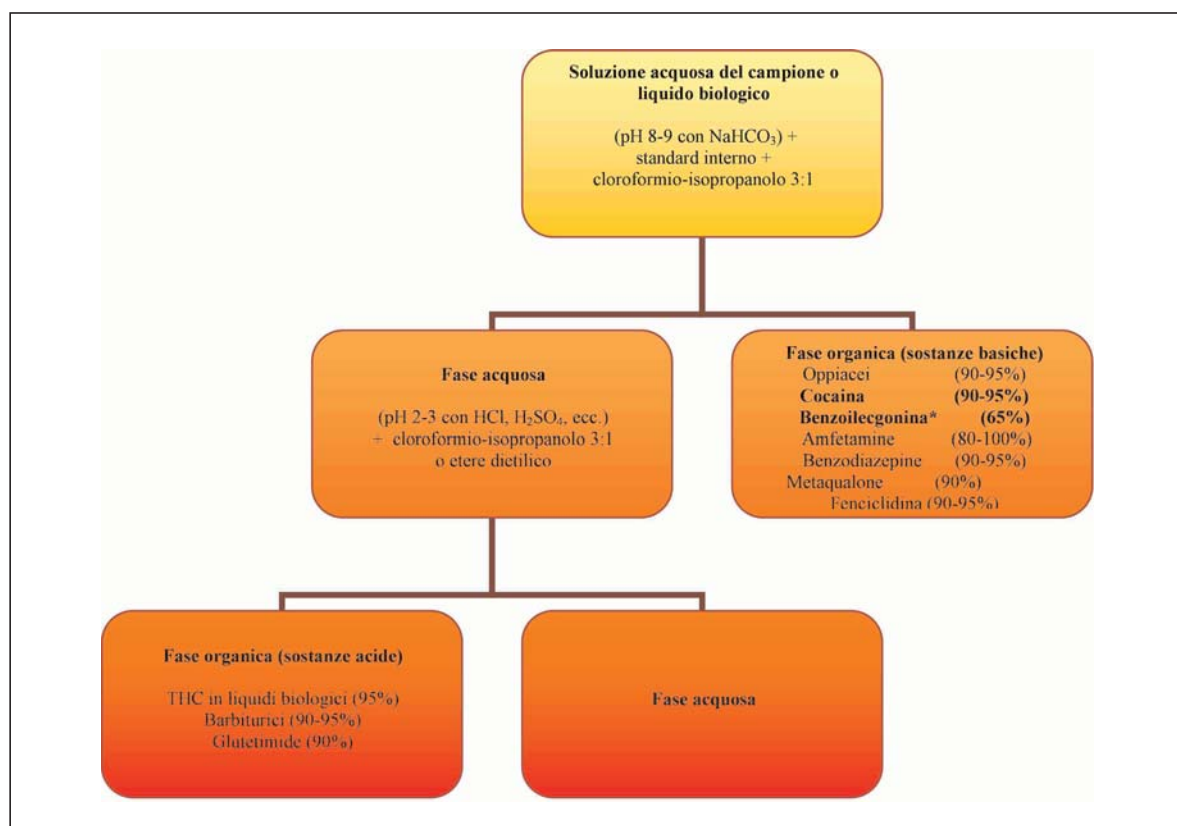 Soluzione acquosa del campione o
liquido biologico
(pH 8-9 con NaHCO₃) +
standard interno +
cloroformio-isopropanolo 3:1
Fase acquosa
(pH 2-3 con HCl, H₂SO₄, ecc.)
+ cloroformio-isopropanolo 3:1
o etere dietilico
Fase organica (sostanze basiche)
Oppiacei (90-95%)
Cocaina (90-95%)
Benzoilecgonina* (65%)
Amfetamine (80-100%)
Benzodiazepine (90-95%)
Metaqualone (90%)
Fenciclidina (90-95%)
Fase organica (sostanze acide)
THC in liquidi biologici (95%)
Barbiturici (90-95%)
Glutetimide (90%)
Fase acquosa